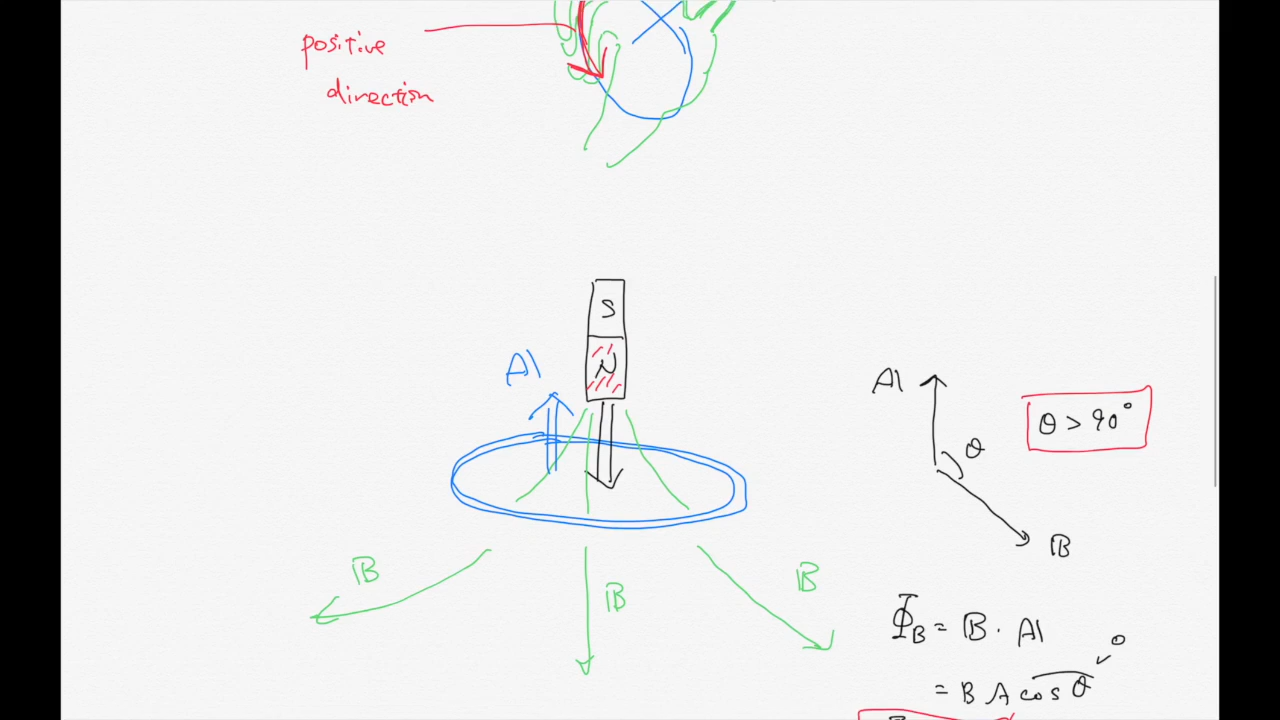 positive
direction
S
N
A
A
θ > 90°
θ
B
B
B
B
Φ_B = B · A
= B A cos θ